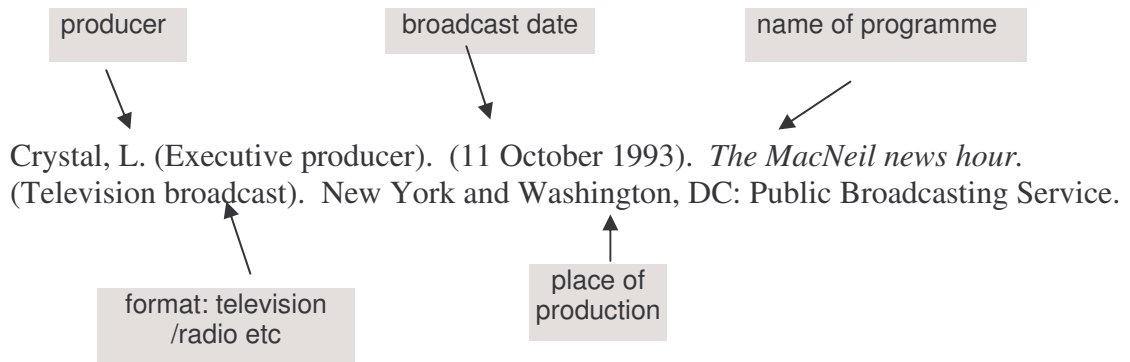 producer
broadcast date
name of programme
Crystal, L. (Executive producer).  (11 October 1993).  The MacNeil news hour.
(Television broadcast).  New York and Washington, DC: Public Broadcasting Service.
format: television
/radio etc
place of
production